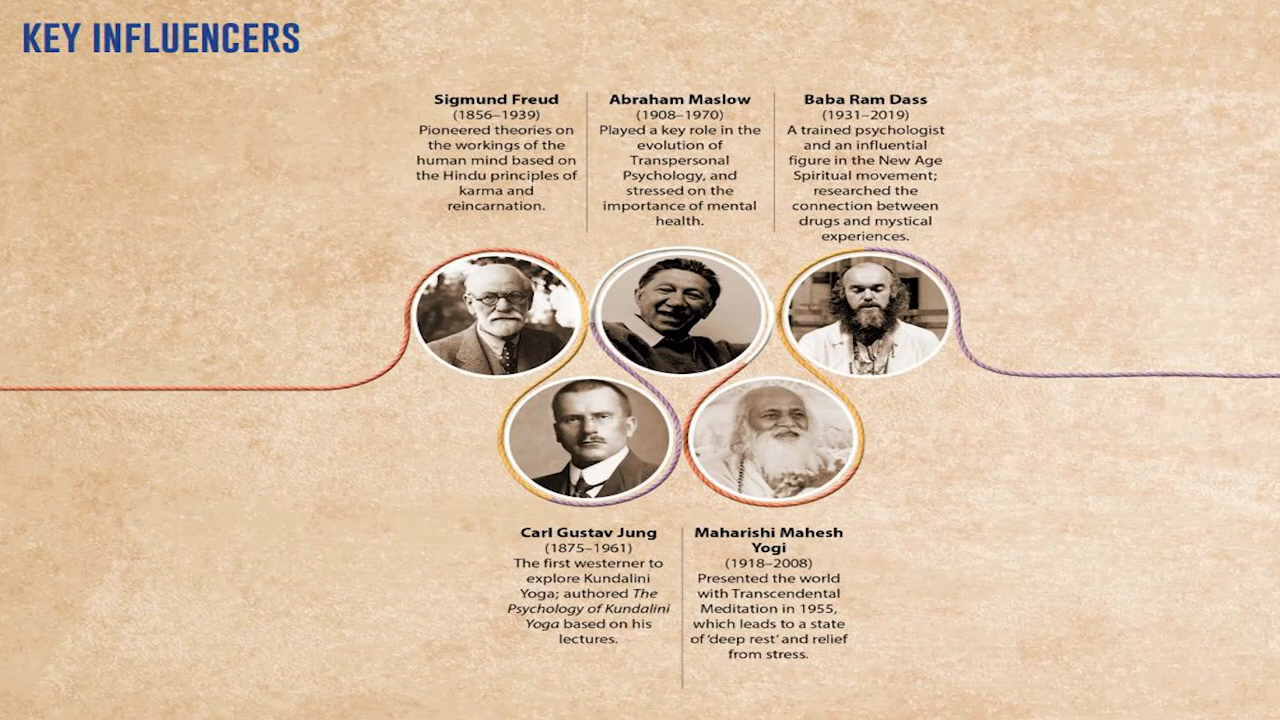 KEY INFLUENCERS
Sigmund Freud
(1856–1939)
Pioneered theories on
the workings of the
human mind based on
the Hindu principles of
karma and
reincarnation.
Abraham Maslow
(1908–1970)
Played a key role in the
evolution of
Transpersonal
Psychology, and
stressed on the
importance of mental
health.
Baba Ram Dass
(1931–2019)
A trained psychologist
and an influential
figure in the New Age
Spiritual movement;
researched the
connection between
drugs and mystical
experiences.
Carl Gustav Jung
(1875–1961)
The first westerner to
explore Kundalini
Yoga; authored The
Psychology of Kundalini
Yoga based on his
lectures.
Maharishi Mahesh
Yogi
(1918–2008)
Presented the world
with Transcendental
Meditation in 1955,
which leads to a state
of ‘deep rest’ and relief
from stress.